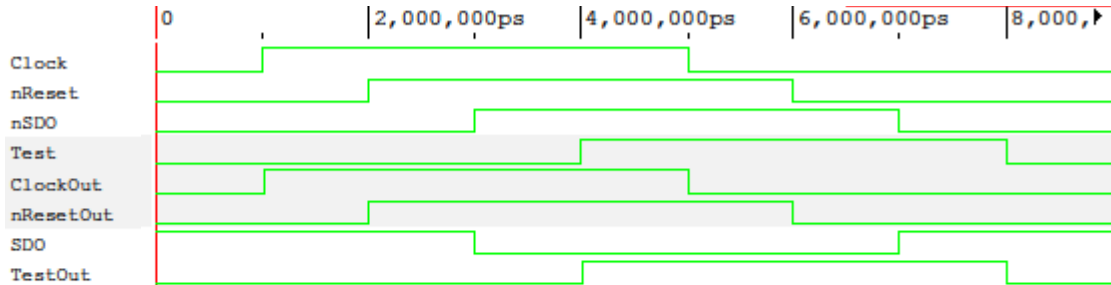 0 2,000,000ps 4,000,000ps 6,000,000ps 8,000,
Clock
nReset
nSDO
Test
ClockOut
nResetOut
SDO
TestOut